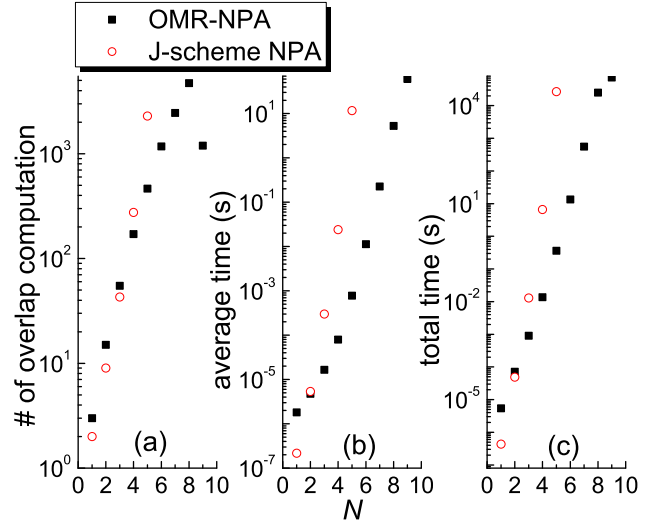 OMR-NPA
J-scheme NPA
# of overlap computation
10^3
10^2
10^1
10^0
0 2 4 6 8 10
(a)
average time (s)
10^1
10^-1
10^-3
10^-5
10^-7
0 2 4 6 8 10
(b)
N
total time (s)
10^4
10^1
10^-2
10^-5
0 2 4 6 8 10
(c)